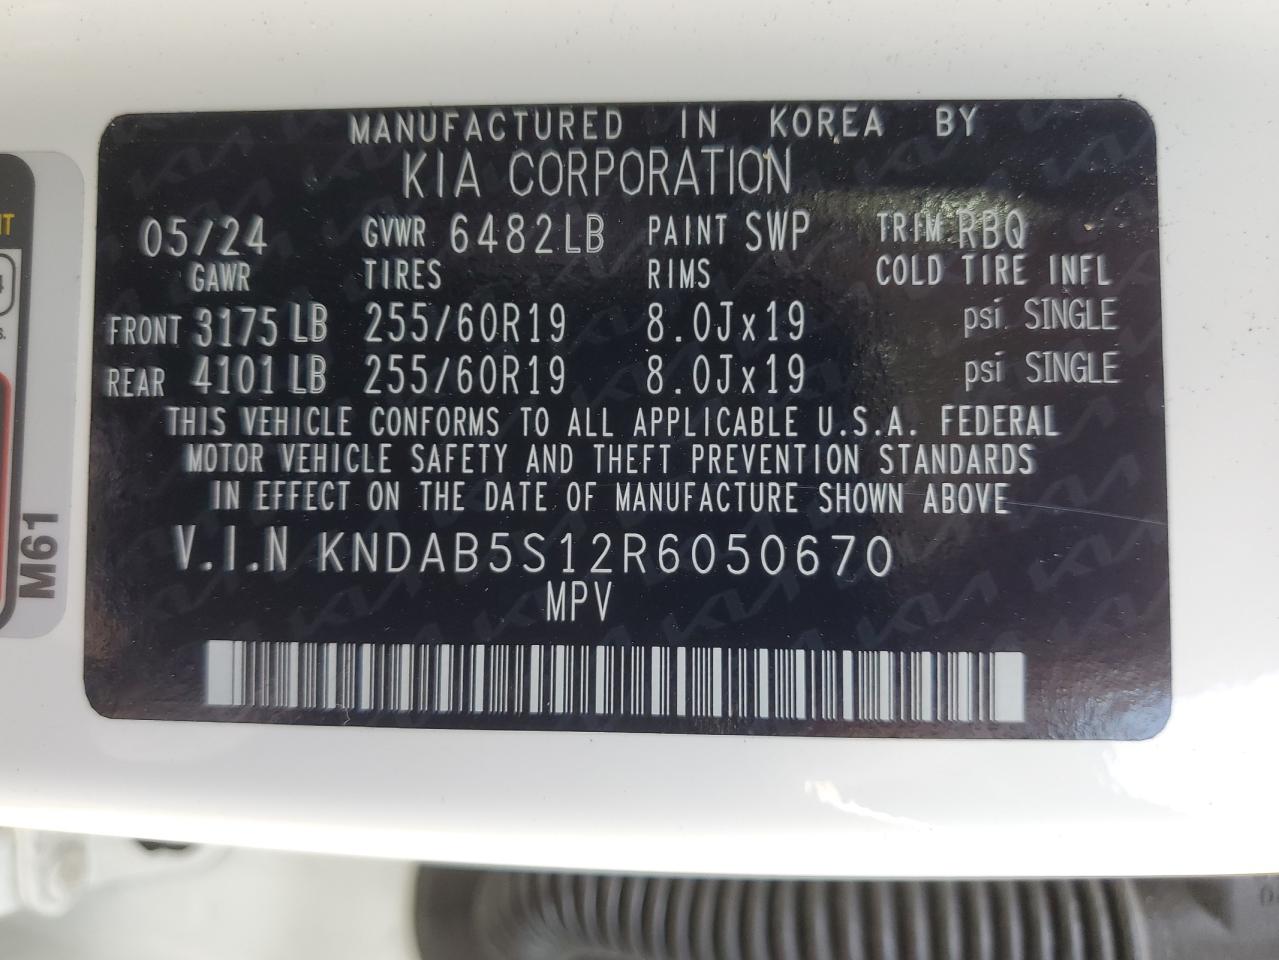 MANUFACTURED IN KOREA BY
KIA CORPORATION
05/24 GVWR 6482LB PAINT SWP TRIM RBQ
GAWR TIRES RIMS COLD TIRE INFL
FRONT 3175 LB 255/60R19 8.0Jx19 psi SINGLE
REAR 4101 LB 255/60R19 8.0Jx19 psi SINGLE
THIS VEHICLE CONFORMS TO ALL APPLICABLE U.S.A. FEDERAL
MOTOR VEHICLE SAFETY AND THEFT PREVENTION STANDARDS
IN EFFECT ON THE DATE OF MANUFACTURE SHOWN ABOVE
V.I.N KNDAB5S12R6050670
MPV
M61